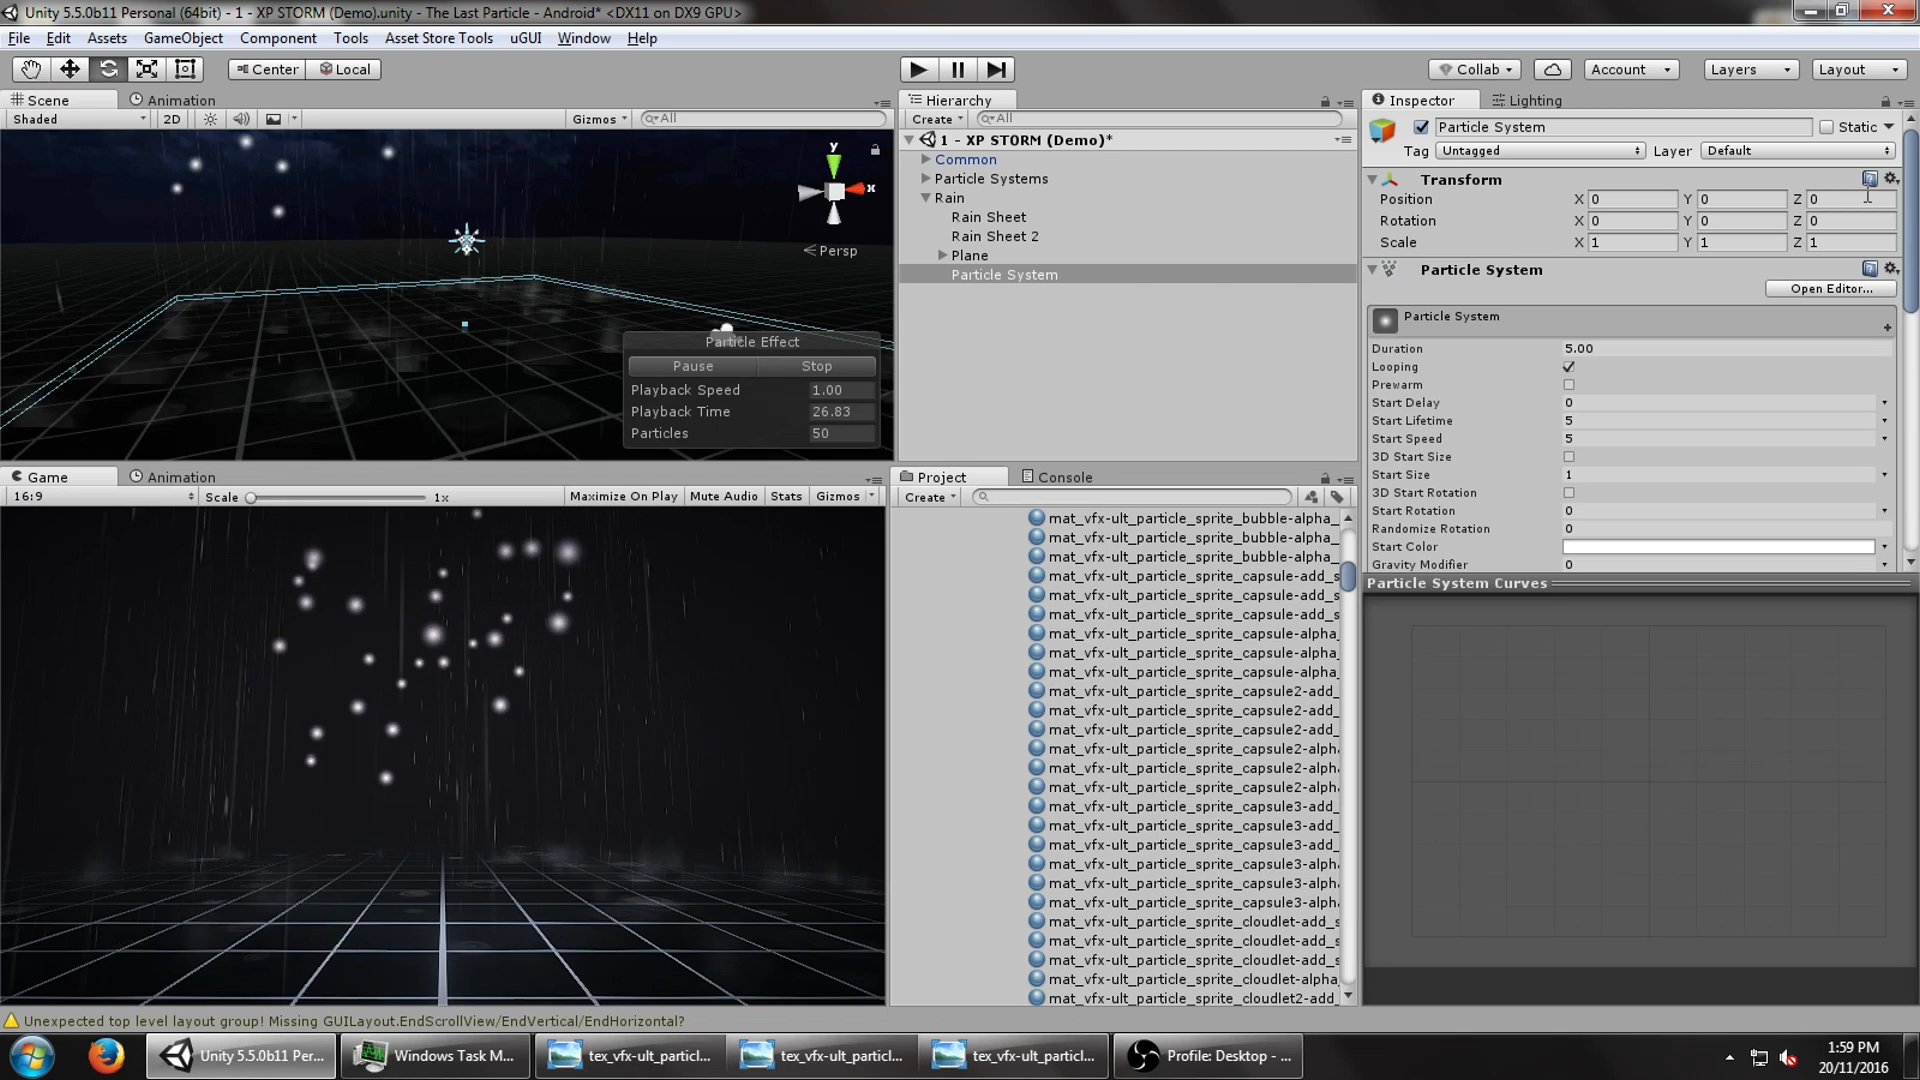 Unity 5.5.0b11 Personal (64bit) - 1 - XP STORM (Demo).unity - The Last Particle - Android* <DX11 on DX9 GPU>
File Edit Assets GameObject Component Tools Asset Store Tools uGUI Window Help
Center Local
Collab Account Layers Layout
Scene Animation
Shaded 2D Gizmos All
y
x
Persp
Particle Effect
Pause Stop
Playback Speed 1.00
Playback Time 26.83
Particles 50
Game Animation
16:9 Scale 1x Maximize On Play Mute Audio Stats Gizmos
Hierarchy
Create All
1 - XP STORM (Demo)*
Common
Particle Systems
Rain
Rain Sheet
Rain Sheet 2
Plane
Particle System
Project Console
Create
mat_vfx-ult_particle_sprite_bubble-alpha_
mat_vfx-ult_particle_sprite_bubble-alpha_
mat_vfx-ult_particle_sprite_bubble-alpha_
mat_vfx-ult_particle_sprite_capsule-add_s
mat_vfx-ult_particle_sprite_capsule-add_s
mat_vfx-ult_particle_sprite_capsule-add_s
mat_vfx-ult_particle_sprite_capsule-alpha_
mat_vfx-ult_particle_sprite_capsule-alpha_
mat_vfx-ult_particle_sprite_capsule-alpha_
mat_vfx-ult_particle_sprite_capsule2-add_
mat_vfx-ult_particle_sprite_capsule2-add_
mat_vfx-ult_particle_sprite_capsule2-add_
mat_vfx-ult_particle_sprite_capsule2-alpha
mat_vfx-ult_particle_sprite_capsule2-alpha
mat_vfx-ult_particle_sprite_capsule2-alpha
mat_vfx-ult_particle_sprite_capsule3-add_
mat_vfx-ult_particle_sprite_capsule3-add_
mat_vfx-ult_particle_sprite_capsule3-add_
mat_vfx-ult_particle_sprite_capsule3-alpha
mat_vfx-ult_particle_sprite_capsule3-alpha
mat_vfx-ult_particle_sprite_capsule3-alpha
mat_vfx-ult_particle_sprite_cloudlet-add_s
mat_vfx-ult_particle_sprite_cloudlet-add_s
mat_vfx-ult_particle_sprite_cloudlet-add_s
mat_vfx-ult_particle_sprite_cloudlet-alpha_
mat_vfx-ult_particle_sprite_cloudlet2-add_
Inspector Lighting
Particle System Static
Tag Untagged Layer Default
Transform
Position X 0 Y 0 Z 0
Rotation X 0 Y 0 Z 0
Scale X 1 Y 1 Z 1
Particle System
Open Editor...
Particle System
Duration 5.00
Looping
Prewarm
Start Delay 0
Start Lifetime 5
Start Speed 5
3D Start Size
Start Size 1
3D Start Rotation
Start Rotation 0
Randomize Rotation 0
Start Color
Gravity Modifier 0
Particle System Curves
Unexpected top level layout group! Missing GUILayout.EndScrollView/EndVertical/EndHorizontal?
Unity 5.5.0b11 Per... Windows Task M... tex_vfx-ult_particl... tex_vfx-ult_particl... tex_vfx-ult_particl... Profile: Desktop - ...
1:59 PM
20/11/2016